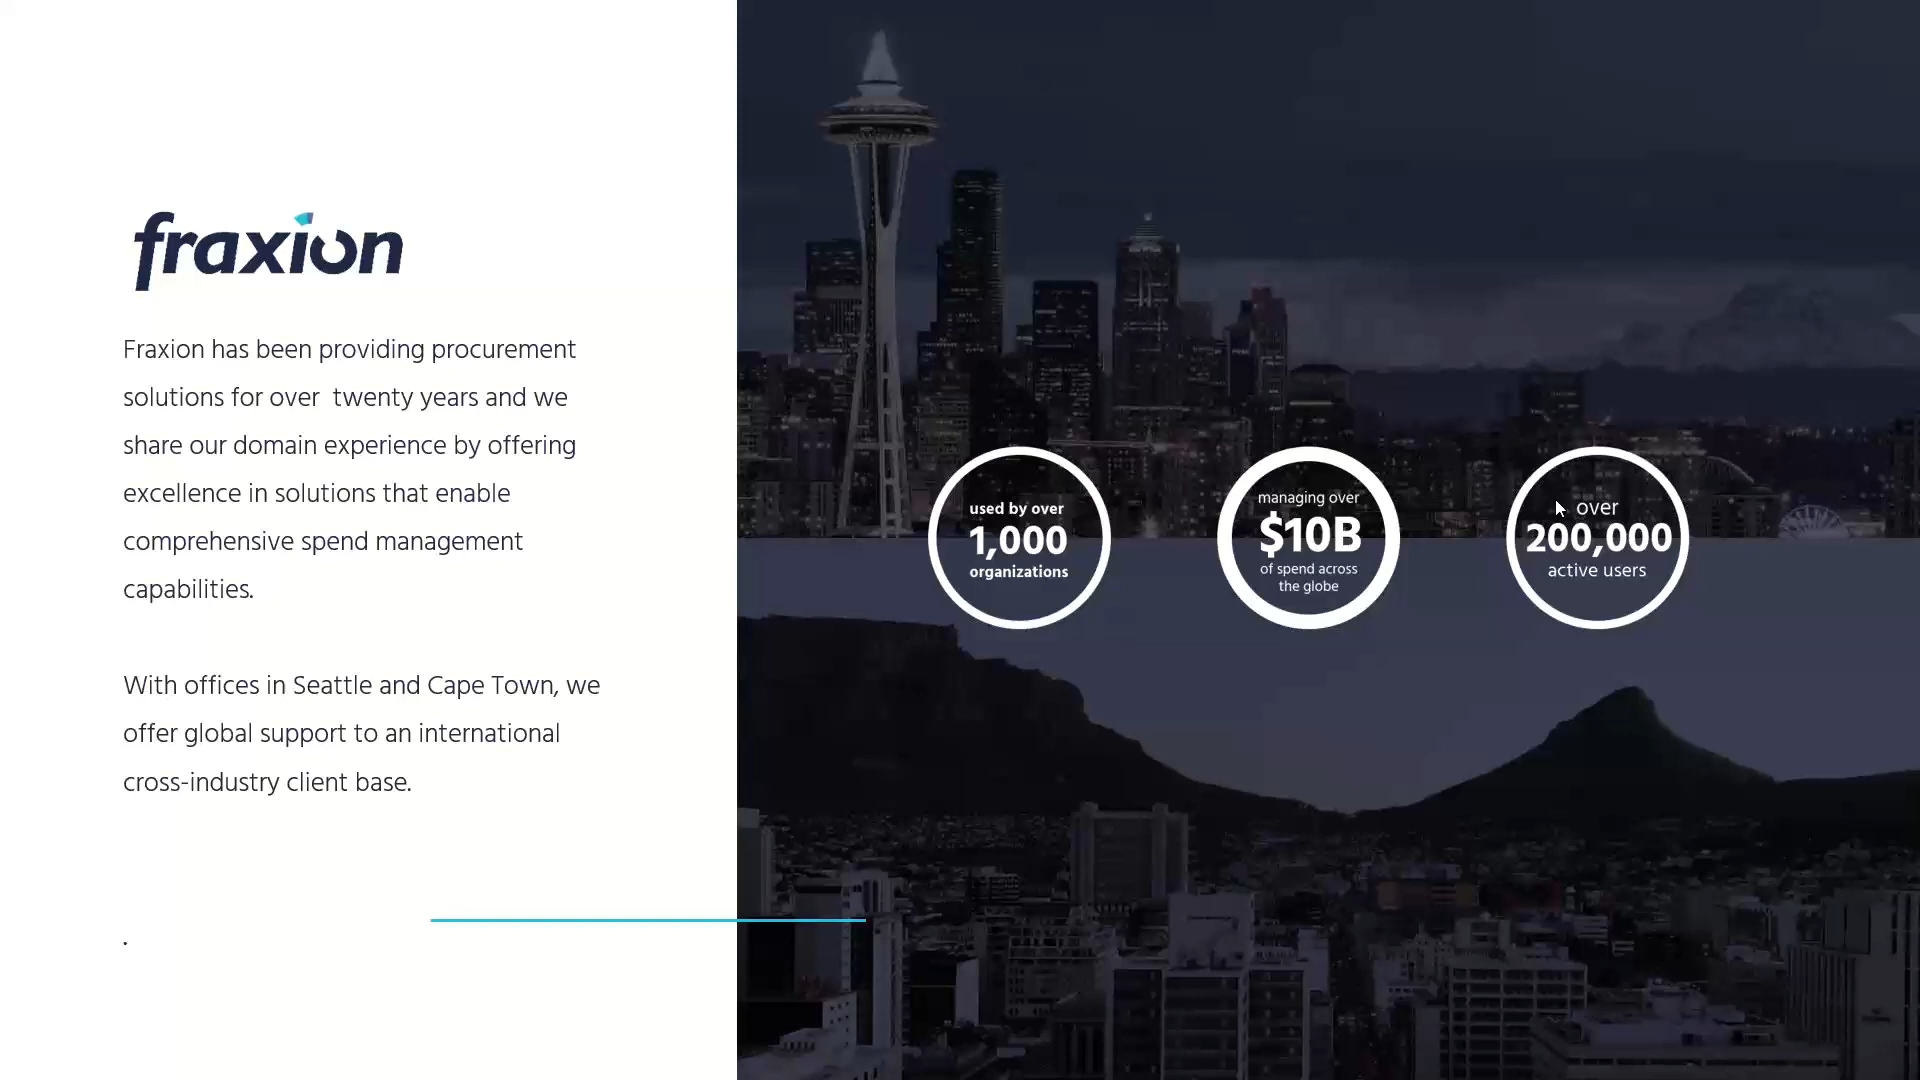 fraxion
Fraxion has been providing procurement
solutions for over  twenty years and we
share our domain experience by offering
excellence in solutions that enable
comprehensive spend management
capabilities.
With offices in Seattle and Cape Town, we
offer global support to an international
cross-industry client base.
.
used by over
1,000
organizations
managing over
$10B
of spend across
the globe
over
200,000
active users